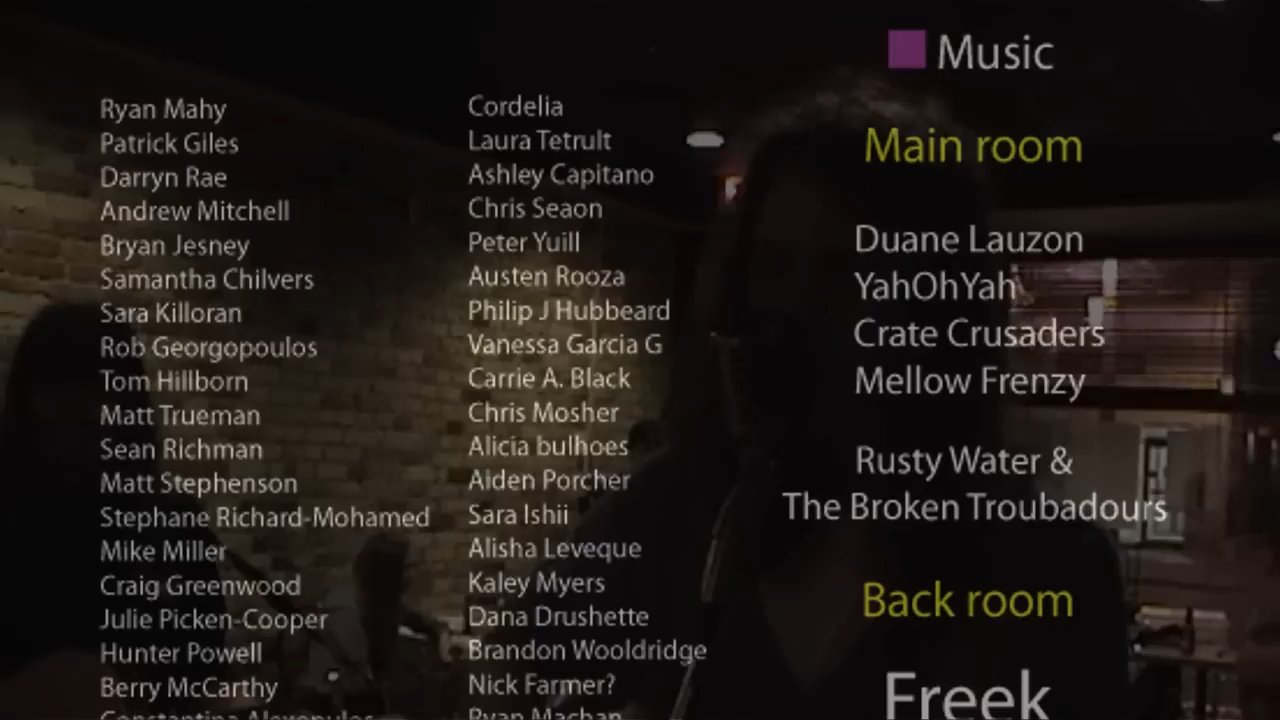 Ryan Mahy
Patrick Giles
Darryn Rae
Andrew Mitchell
Bryan Jesney
Samantha Chilvers
Sara Killoran
Rob Georgopoulos
Tom Hillborn
Matt Trueman
Sean Richman
Matt Stephenson
Stephane Richard-Mohamed
Mike Miller
Craig Greenwood
Julie Picken-Cooper
Hunter Powell
Berry McCarthy
Constantina Alexopulos
Cordelia
Laura Tetrult
Ashley Capitano
Chris Seaon
Peter Yuill
Austen Rooza
Philip J Hubbeard
Vanessa Garcia G
Carrie A. Black
Chris Mosher
Alicia bulhoes
Aiden Porcher
Sara Ishii
Alisha Leveque
Kaley Myers
Dana Drushette
Brandon Wooldridge
Nick Farmer?
Ryan Machan
Music
Main room
Duane Lauzon
YahOhYah
Crate Crusaders
Mellow Frenzy
Rusty Water &
The Broken Troubadours
Back room
Freek